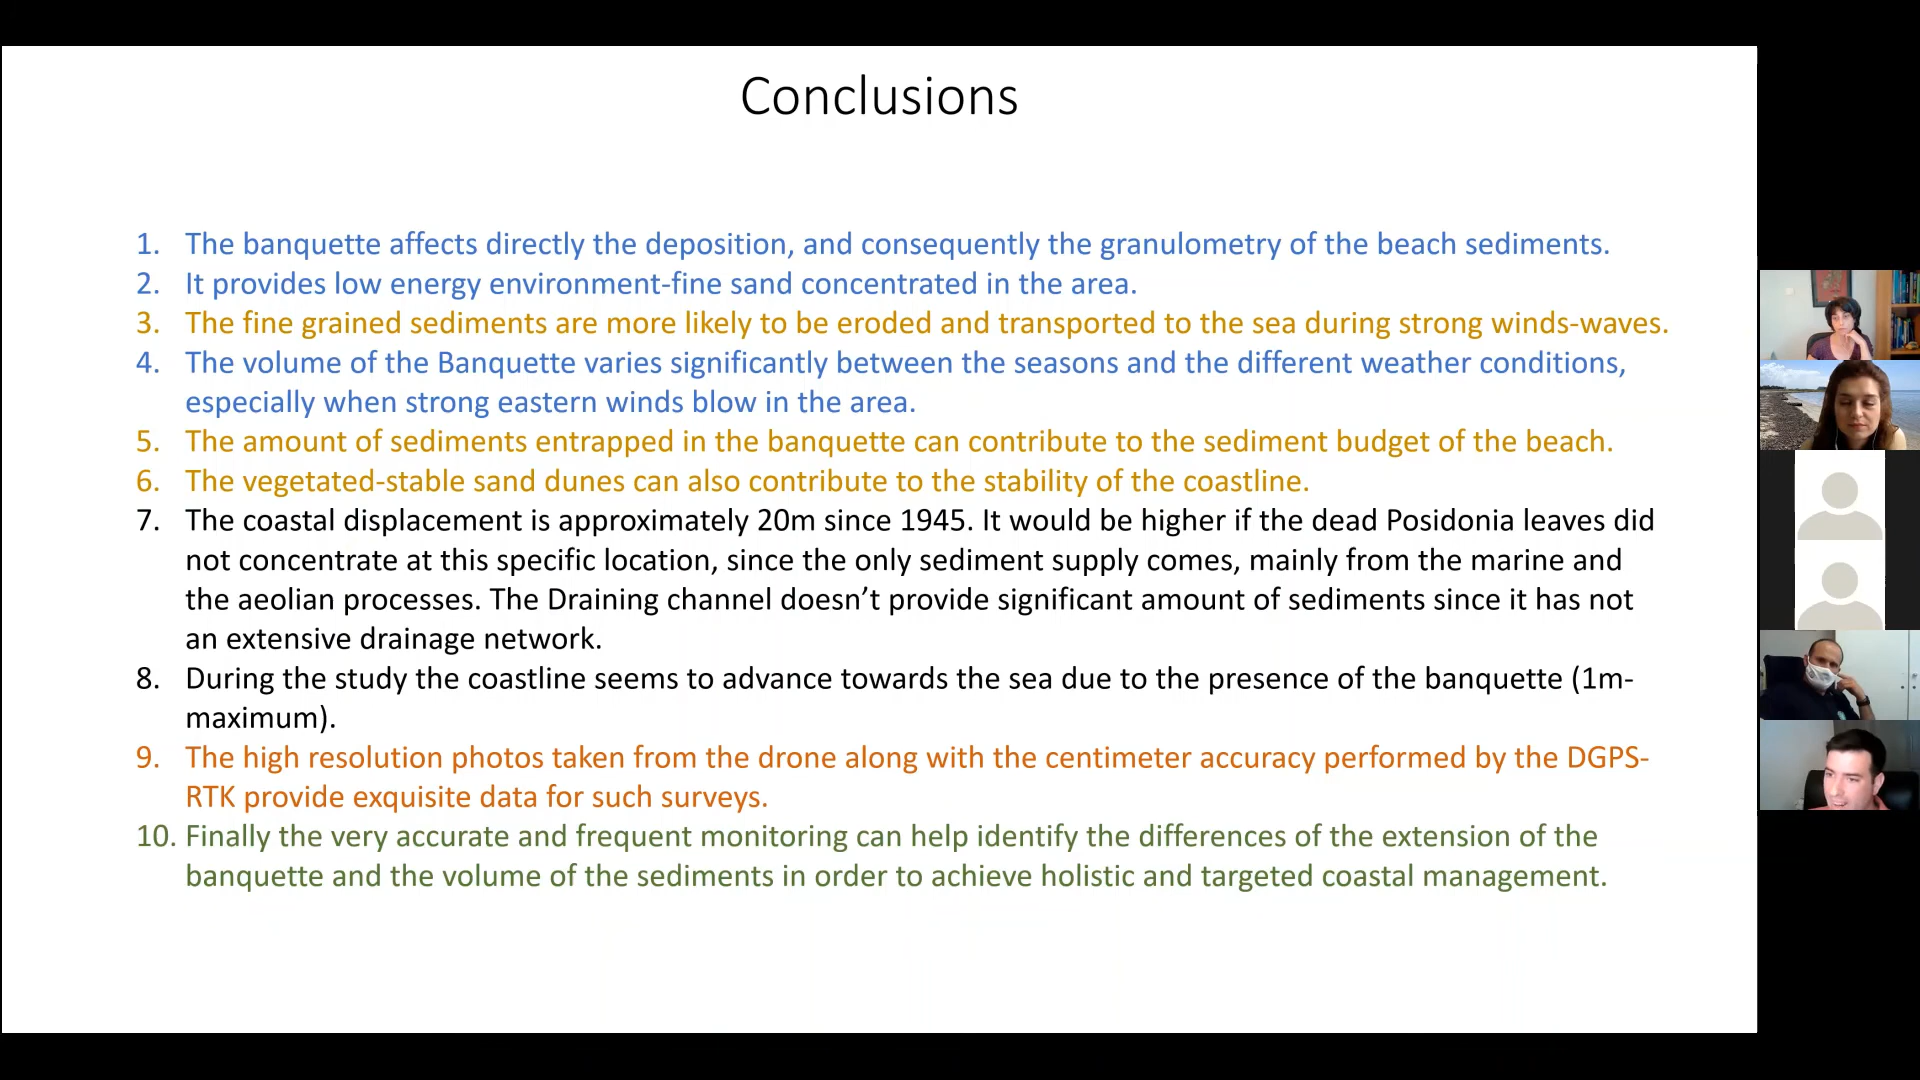 Conclusions
1. The banquette affects directly the deposition, and consequently the granulometry of the beach sediments.
2. It provides low energy environment-fine sand concentrated in the area.
3. The fine grained sediments are more likely to be eroded and transported to the sea during strong winds-waves.
4. The volume of the Banquette varies significantly between the seasons and the different weather conditions,
especially when strong eastern winds blow in the area.
5. The amount of sediments entrapped in the banquette can contribute to the sediment budget of the beach.
6. The vegetated-stable sand dunes can also contribute to the stability of the coastline.
7. The coastal displacement is approximately 20m since 1945. It would be higher if the dead Posidonia leaves did
not concentrate at this specific location, since the only sediment supply comes, mainly from the marine and
the aeolian processes. The Draining channel doesn’t provide significant amount of sediments since it has not
an extensive drainage network.
8. During the study the coastline seems to advance towards the sea due to the presence of the banquette (1m-
maximum).
9. The high resolution photos taken from the drone along with the centimeter accuracy performed by the DGPS-
RTK provide exquisite data for such surveys.
10. Finally the very accurate and frequent monitoring can help identify the differences of the extension of the
banquette and the volume of the sediments in order to achieve holistic and targeted coastal management.